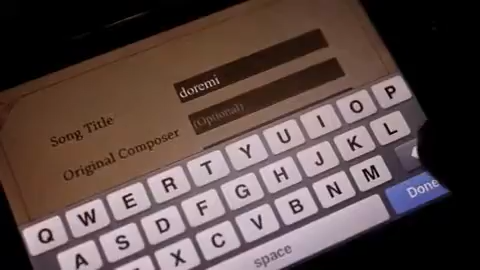 Song Title doremi
Original Composer (Optional)
Q W E R T Y U I O P
A S D F G H J K L
X C V B N M
space Done